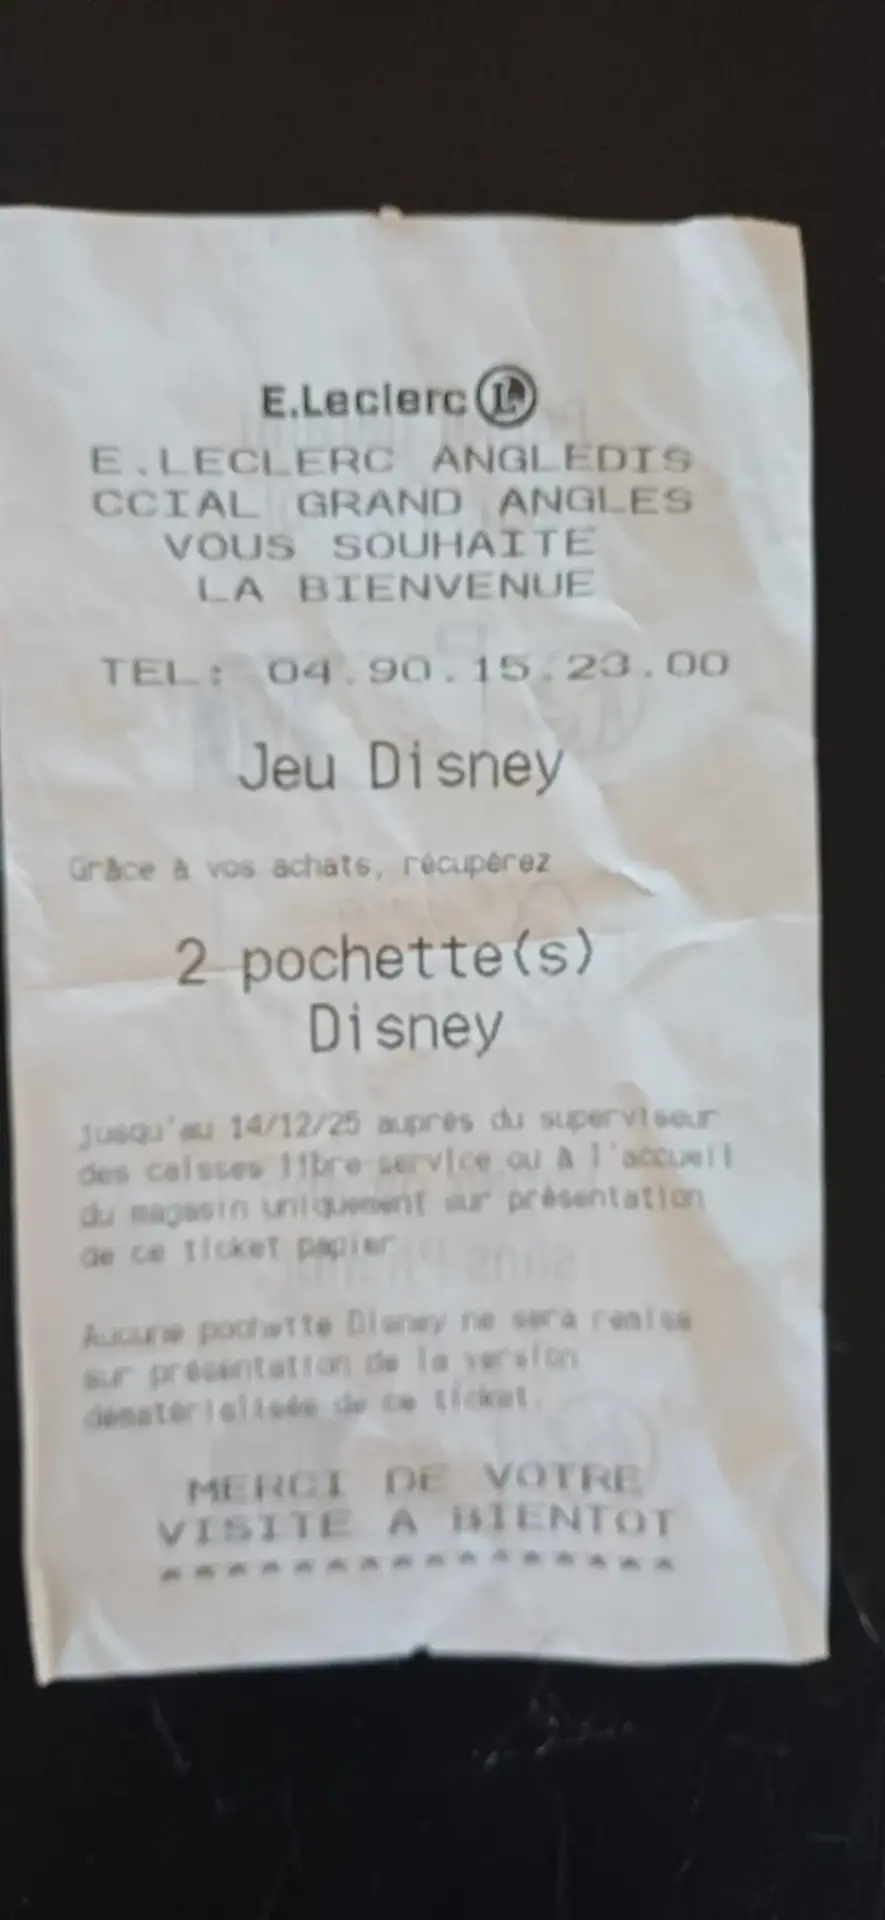 E.Leclerc L
E.LECLERC ANGLEDIS
CCIAL GRAND ANGLES
VOUS SOUHAITE
LA BIENVENUE
TEL: 04.90.15.23.00
Jeu Disney
Grâce à vos achats, récupérez
2 pochette(s)
Disney
jusqu'au 14/12/25 auprès du superviseur
des caisses libre-service ou à l'accueil
du magasin uniquement sur présentation
de ce ticket papier
Aucune pochette Disney ne sera remise
sur présentation de la version
dématérialisée de ce ticket.
MERCI DE VOTRE
VISITE A BIENTOT
****************